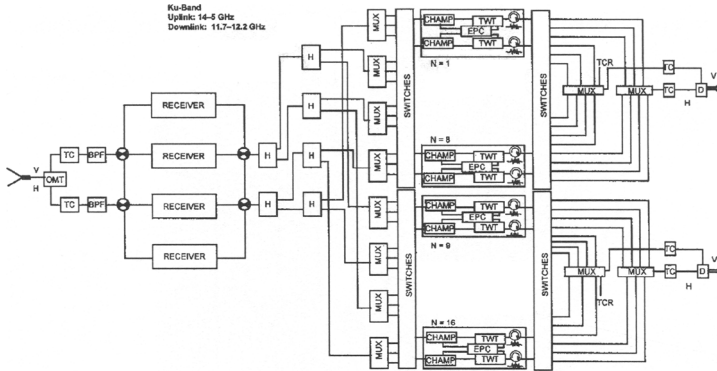 Ku-Band
Uplink: 14–5 GHz
Downlink: 11.7–12.2 GHz
V
H
OMT
TC
BPF
TC
BPF
RECEIVER
RECEIVER
RECEIVER
RECEIVER
H
H
H
H
H
MUX
MUX
MUX
MUX
MUX
MUX
MUX
MUX
SWITCHES
SWITCHES
CHAMP
TWT
EPC
CHAMP
TWT
N = 1
N = 8
CHAMP
TWT
EPC
CHAMP
TWT
CHAMP
TWT
EPC
CHAMP
TWT
N = 9
N = 16
CHAMP
TWT
EPC
CHAMP
TWT
SWITCHES
SWITCHES
TCR
MUX
MUX
TC
TC
D
V
H
MUX
MUX
TCR
TC
TC
D
V
H